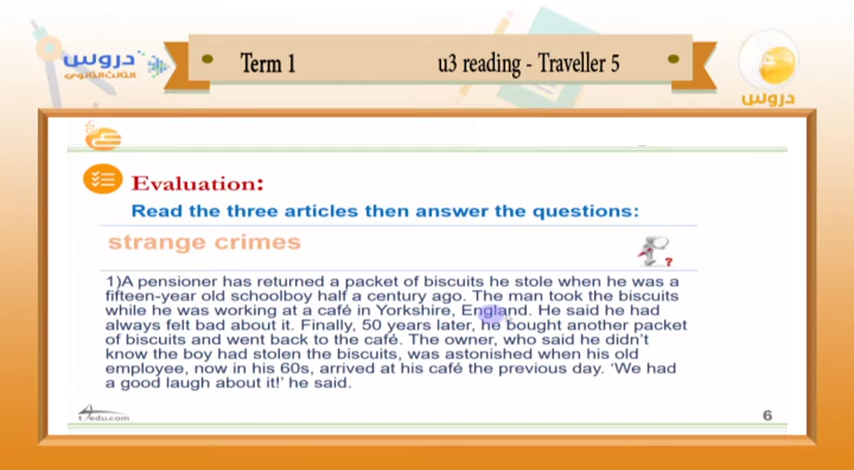 دروس
الثالث الثانوي
Term 1
u3 reading - Traveller 5
دروس
Evaluation:
Read the three articles then answer the questions:
strange crimes
?
1)A pensioner has returned a packet of biscuits he stole when he was a
fifteen-year old schoolboy half a century ago. The man took the biscuits
while he was working at a café in Yorkshire, England. He said he had
always felt bad about it. Finally, 50 years later, he bought another packet
of biscuits and went back to the café. The owner, who said he didn't
know the boy had stolen the biscuits, was astonished when his old
employee, now in his 60s, arrived at his café the previous day. ‘We had
a good laugh about it!’ he said.
6